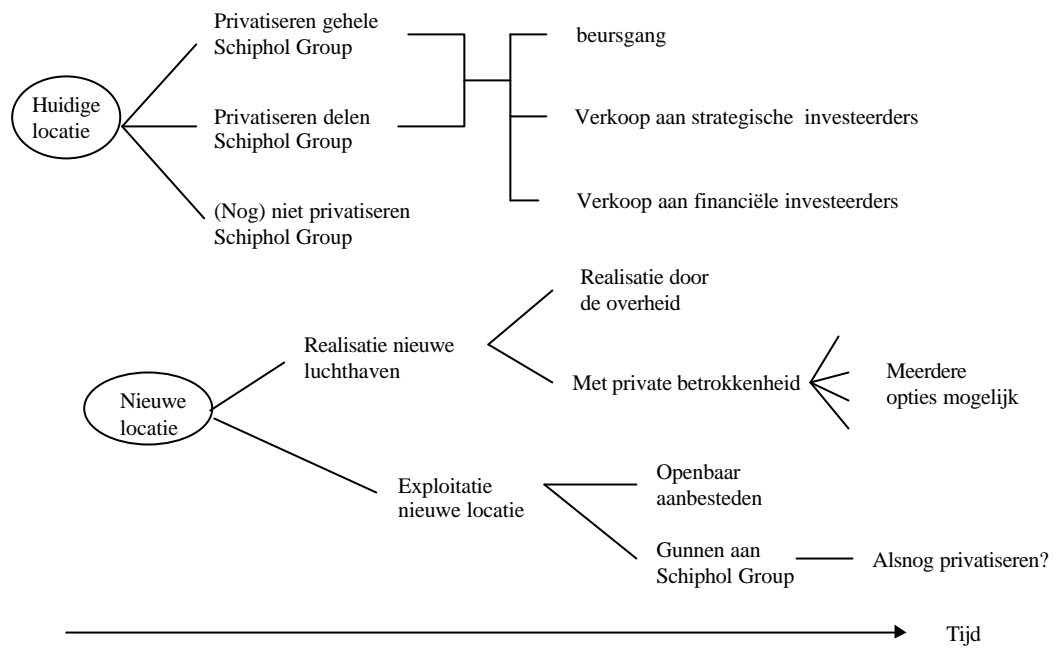 Privatiseren gehele
Schiphol Group
beursgang
Huidige
locatie
Privatiseren delen
Schiphol Group
Verkoop aan strategische investeerders
(Nog) niet privatiseren
Schiphol Group
Verkoop aan financiële investeerders
Realisatie door
de overheid
Realisatie nieuwe
luchthaven
Met private betrokkenheid
Meerdere
opties mogelijk
Nieuwe
locatie
Exploitatie
nieuwe locatie
Openbaar
aanbesteden
Gunnen aan
Schiphol Group
Alsnog privatiseren?
Tijd